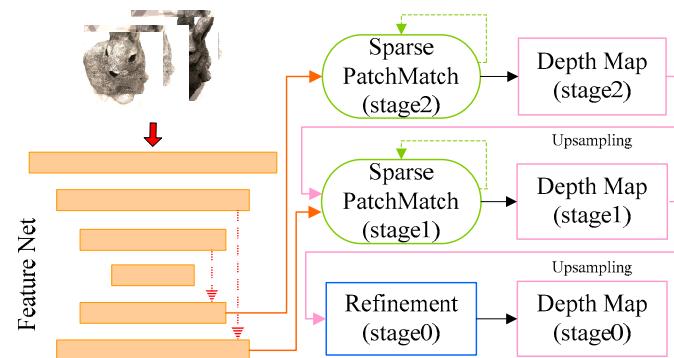 Sparse
PatchMatch
(stage2)
Depth Map
(stage2)
Upsampling
Sparse
PatchMatch
(stage1)
Depth Map
(stage1)
Upsampling
Feature Net
Refinement
(stage0)
Depth Map
(stage0)